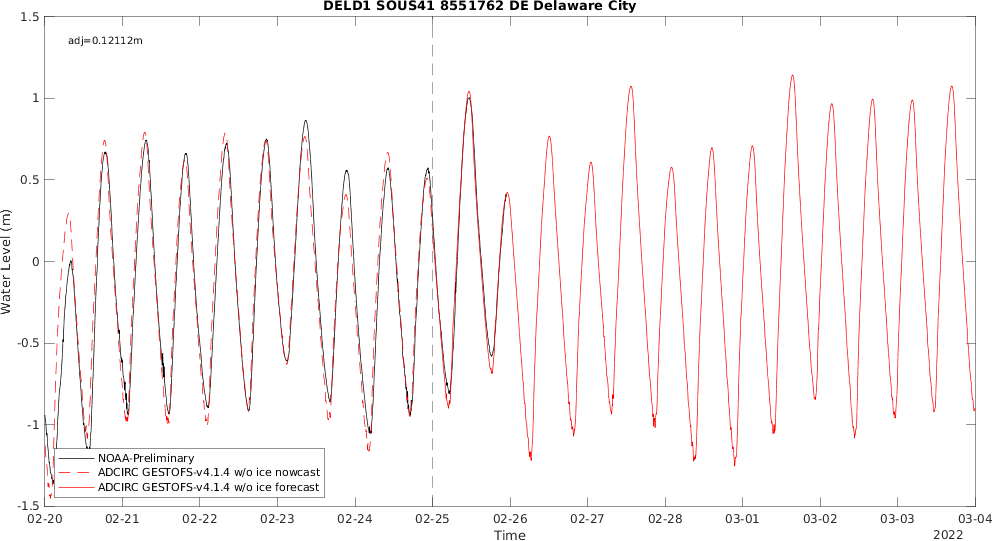 DELD1 SOUS41 8551762 DE Delaware City
adj=0.12112m
1.5
1
0.5
0
-0.5
-1
-1.5
Water Level (m)
NOAA-Preliminary
ADCIRC GESTOFS-v4.1.4 w/o ice nowcast
ADCIRC GESTOFS-v4.1.4 w/o ice forecast
02-20 02-21 02-22 02-23 02-24 02-25 02-26 02-27 02-28 03-01 03-02 03-03 03-04
Time
2022